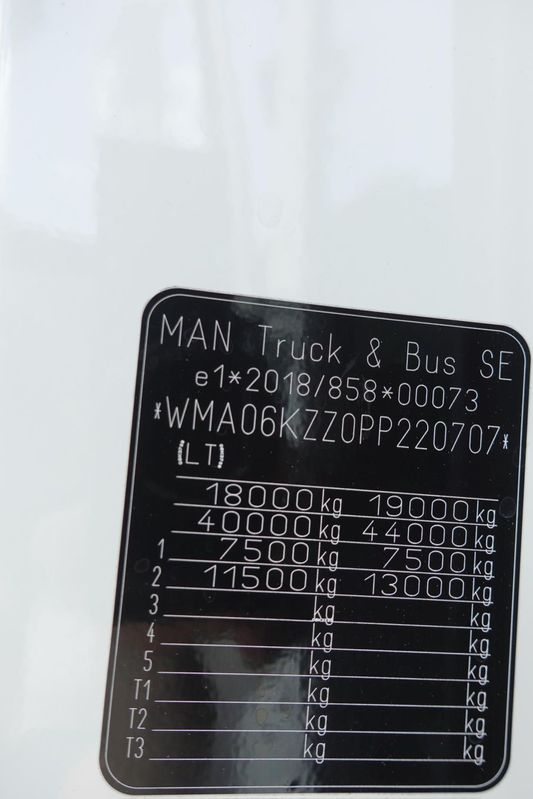 MAN Truck & Bus SE
e1*2018/858*00073
*WMA06KZZ0PP220707*
(LT)
18000 kg 19000 kg
40000 kg 44000 kg
1 7500 kg 7500 kg
2 11500 kg 13000 kg
3 kg kg
4 kg kg
5 kg kg
T1 kg kg
T2 kg kg
T3 kg kg